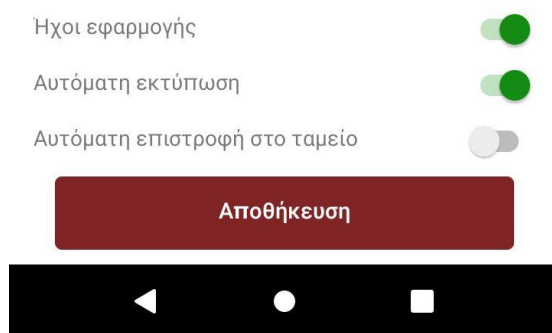 Ήχοι εφαρμογής
Αυτόματη εκτύπωση
Αυτόματη επιστροφή στο ταμείο
Αποθήκευση